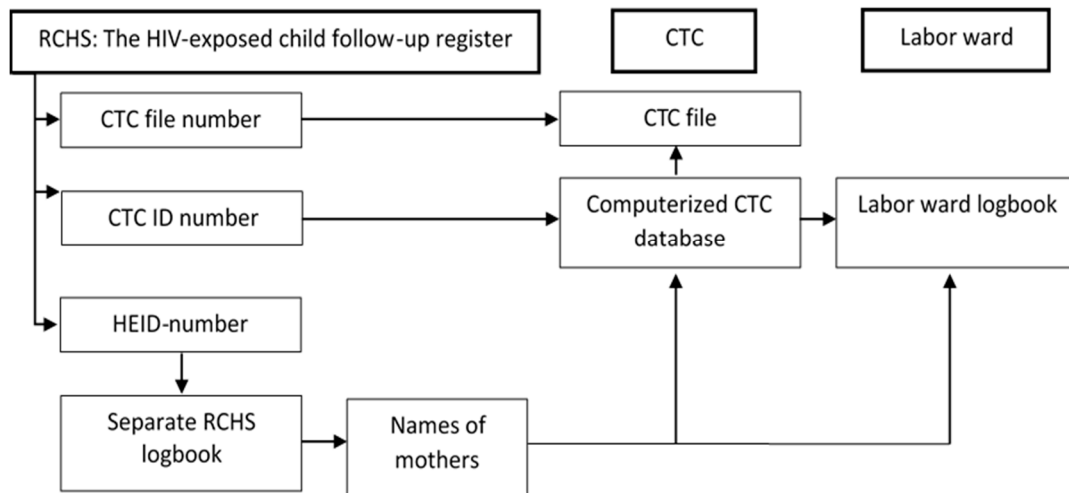 RCHS: The HIV-exposed child follow-up register
CTC
Labor ward
CTC file number
CTC file
CTC ID number
Computerized CTC
database
Labor ward logbook
HEID-number
Separate RCHS
logbook
Names of
mothers